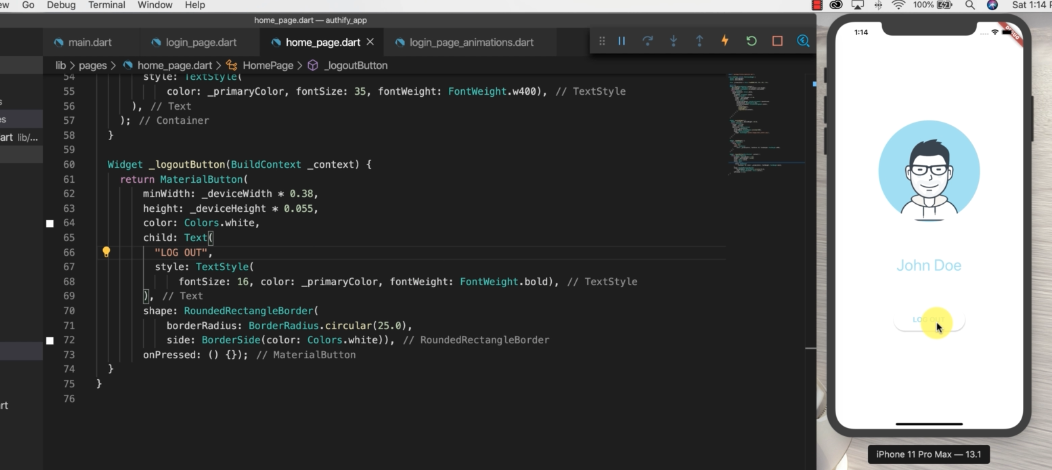 Go Debug Terminal Window Help
100%
Sat 1:14
home_page.dart — authify_app
main.dart login_page.dart home_page.dart login_page_animations.dart
lib > pages > home_page.dart > HomePage > _logoutButton
54 style: TextStyle(
55 color: _primaryColor, fontSize: 35, fontWeight: FontWeight.w400), // TextStyle
56 ), // Text
57 ); // Container
58 }
59
60 Widget _logoutButton(BuildContext _context) {
61 return MaterialButton(
62 minWidth: _deviceWidth * 0.38,
63 height: _deviceHeight * 0.055,
64 color: Colors.white,
65 child: Text(
66 "LOG OUT",
67 style: TextStyle(
68 fontSize: 16, color: _primaryColor, fontWeight: FontWeight.bold), // TextStyle
69 ), // Text
70 shape: RoundedRectangleBorder(
71 borderRadius: BorderRadius.circular(25.0),
72 side: BorderSide(color: Colors.white)), // RoundedRectangleBorder
73 onPressed: () {}); // MaterialButton
74 }
75 }
76
art lib/...
1:14
John Doe
iPhone 11 Pro Max — 13.1